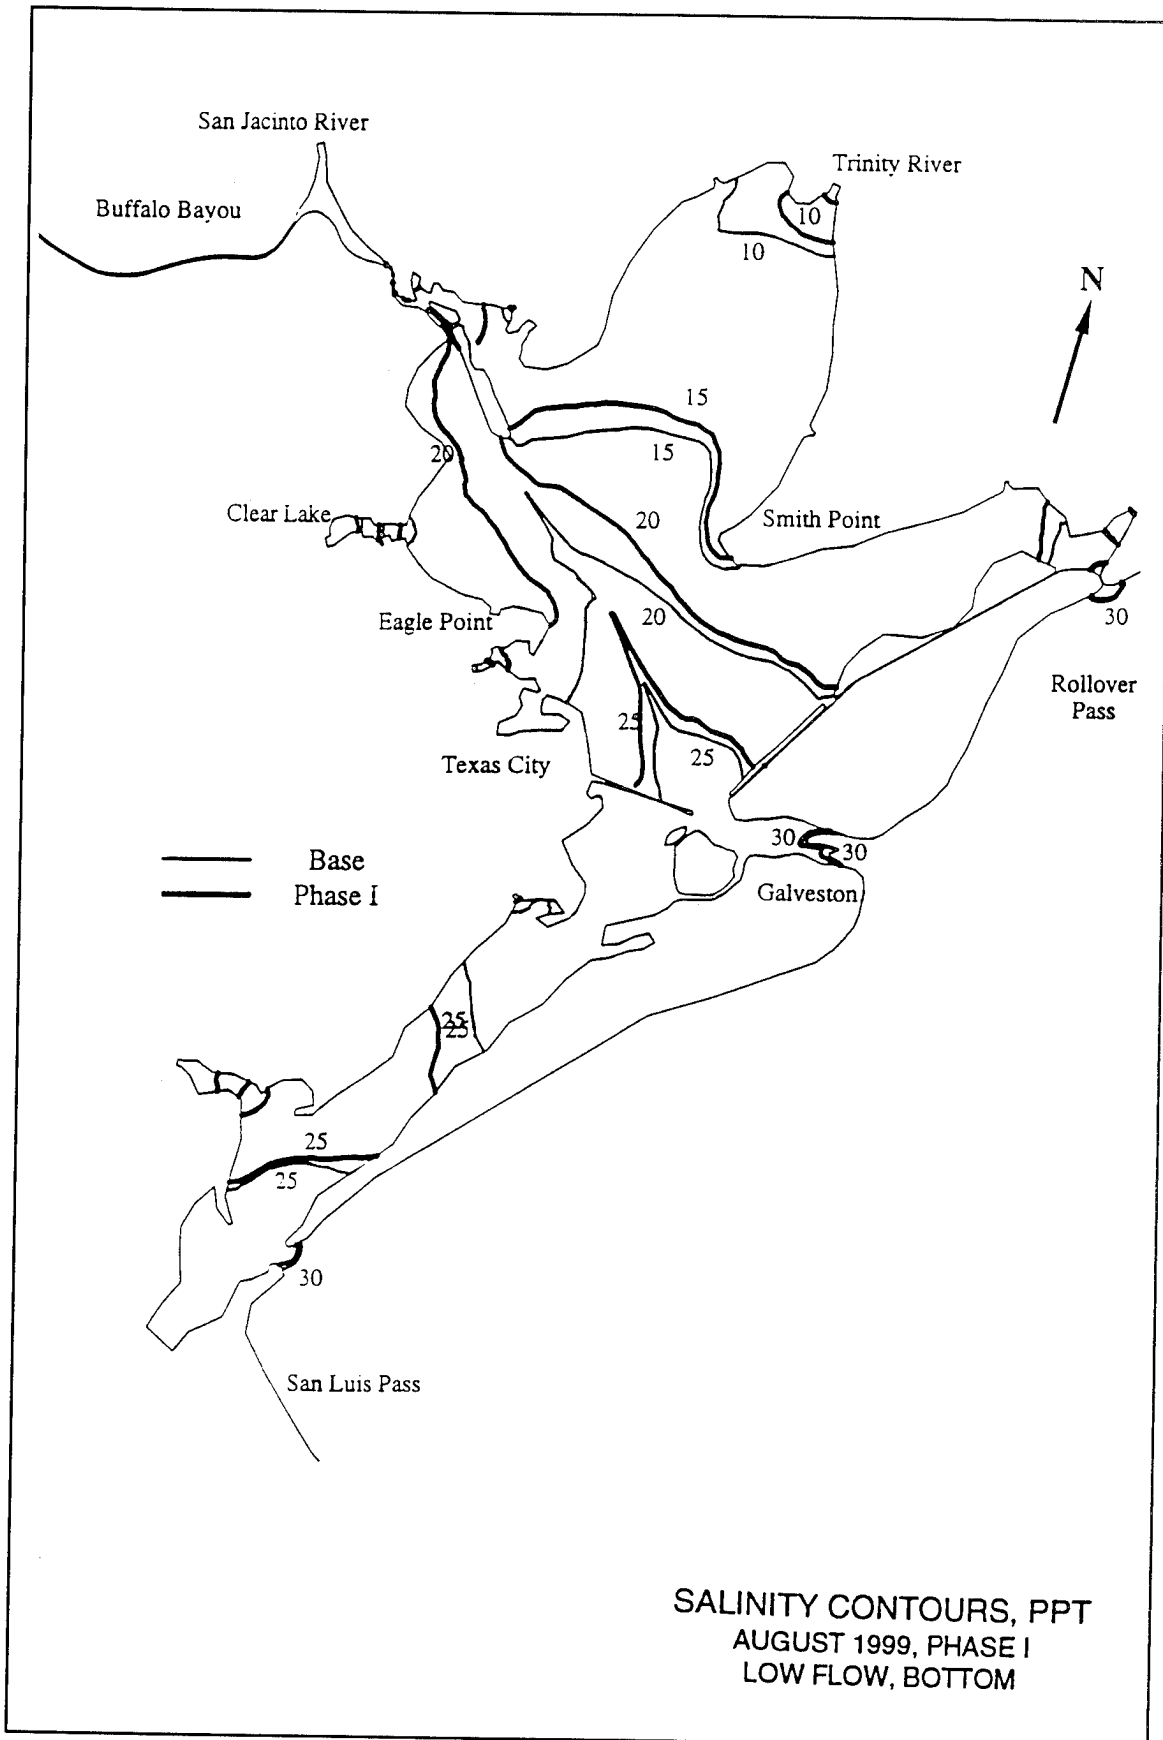 San Jacinto River
Trinity River
Buffalo Bayou
10
10
N
15
15
20
Clear Lake
20
Smith Point
Eagle Point
20
30
Rollover
Pass
25
25
Texas City
30
30
Base
Phase I
Galveston
25
25
25
25
30
San Luis Pass
SALINITY CONTOURS, PPT
AUGUST 1999, PHASE I
LOW FLOW, BOTTOM